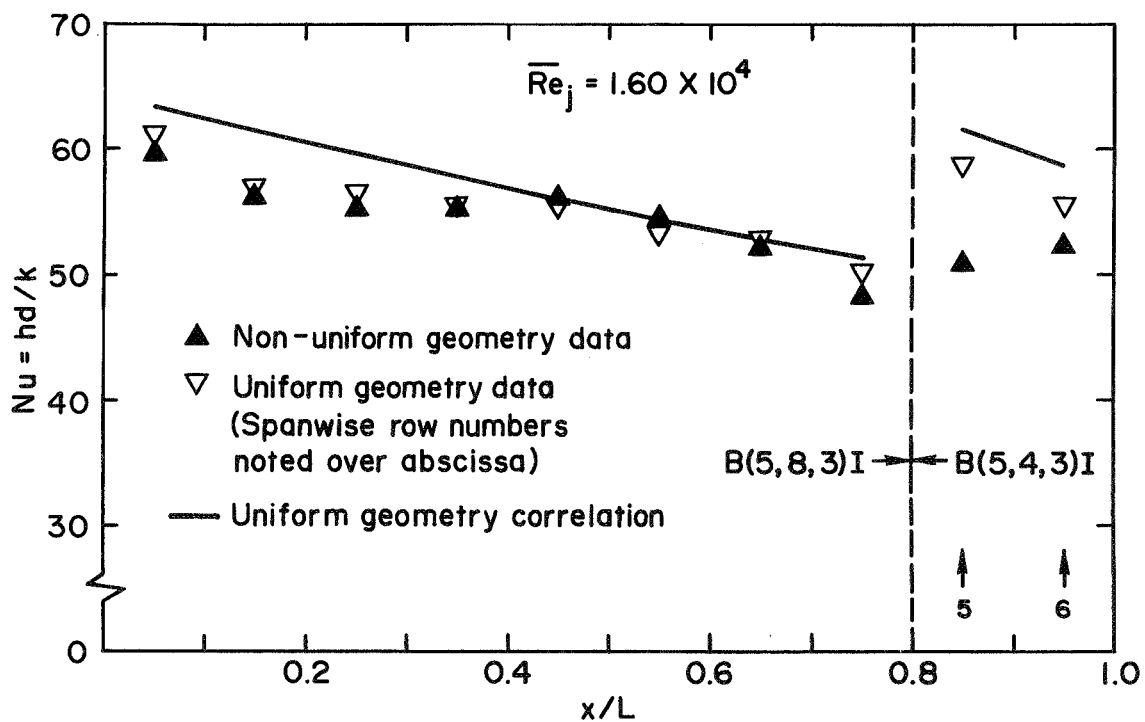 70
60
50
40
30
0
Nu = hd/k
R̅e̅j = 1.60 X 10⁴
▲ Non-uniform geometry data
▽ Uniform geometry data
(Spanwise row numbers
noted over abscissa)
— Uniform geometry correlation
B(5,8,3)I
B(5,4,3)I
5
6
0.2
0.4
0.6
0.8
1.0
x/L